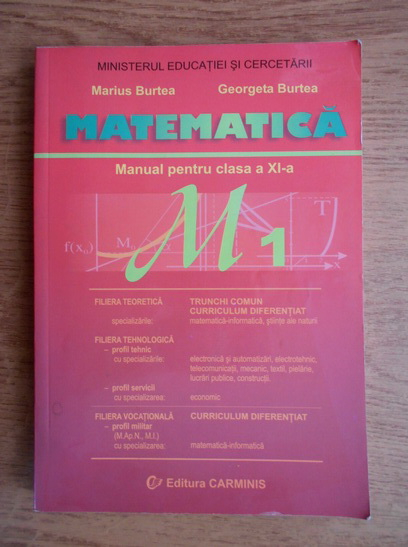 MINISTERUL EDUCAȚIEI ȘI CERCETĂRII
Marius Burtea Georgeta Burtea
MATEMATICĂ
Manual pentru clasa a XI-a
M 1
f(x₀) M₀ T
x
FILIERA TEORETICĂ TRUNCHI COMUN
CURRICULUM DIFERENȚIAT
specializările: matematică-informatică, științe ale naturii
FILIERA TEHNOLOGICĂ
– profil tehnic
cu specializările: electronică și automatizări, electrotehnic,
telecomunicații, mecanic, textil, pielărie,
lucrări publice, construcții.
– profil servicii
cu specializarea: economic
FILIERA VOCAȚIONALĂ CURRICULUM DIFERENȚIAT
– profil militar
(M.Ap.N., M.I.)
cu specializarea: matematică-informatică
Editura CARMINIS